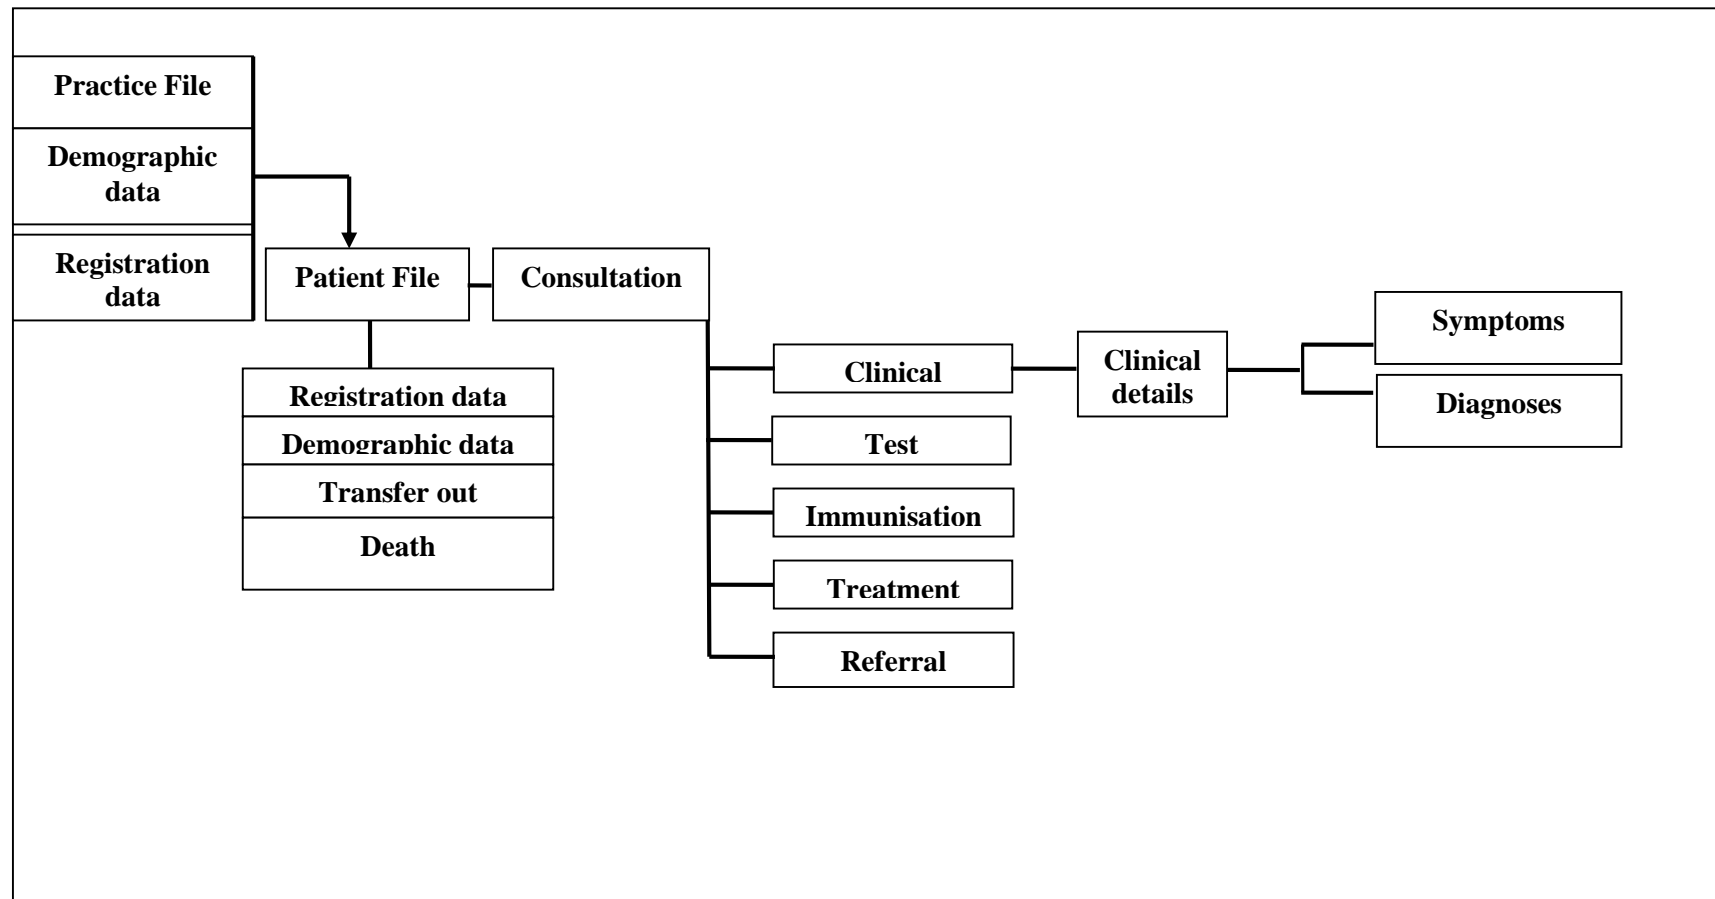 Practice File
Demographic
data
Registration
data
Patient File
Consultation
Registration data
Demographic data
Transfer out
Death
Clinical
Test
Immunisation
Treatment
Referral
Clinical
details
Symptoms
Diagnoses